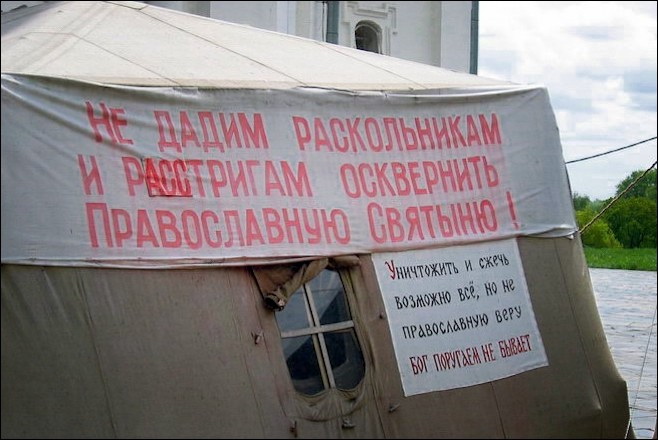 Не дадим раскольникам
и расстригам осквернить
Православную Святыню!
Уничтожить и сжечь
возможно всё, но не
православную веру
Бог поругаем не бывает